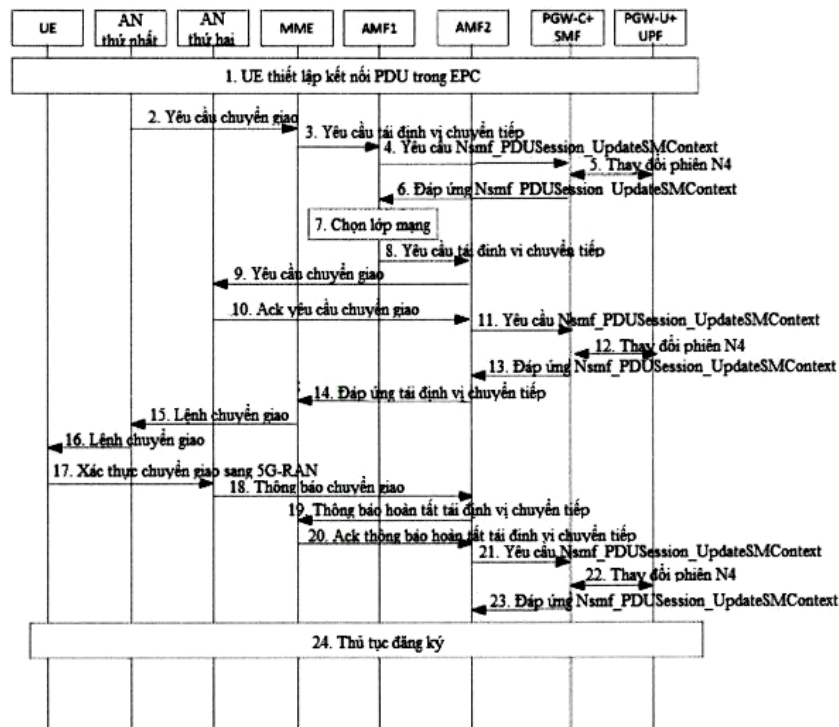 UE
AN
thứ nhất
AN
thứ hai
MME
AMF1
AMF2
PGW-C+
SMF
PGW-U+
UPF
1. UE thiết lập kết nối PDU trong EPC
2. Yêu cầu chuyển giao
3. Yêu cầu tái định vị chuyển tiếp
4. Yêu cầu Nsmf_PDUSession_UpdateSMContext
5. Thay đổi phiên N4
6. Đáp ứng Nsmf_PDUSession_UpdateSMContext
7. Chọn lớp mạng
8. Yêu cầu tái định vị chuyển tiếp
9. Yêu cầu chuyển giao
10. Ack yêu cầu chuyển giao
11. Yêu cầu Nsmf_PDUSession_UpdateSMContext
12. Thay đổi phiên N4
13. Đáp ứng Nsmf_PDUSession_UpdateSMContext
14. Đáp ứng tái định vị chuyển tiếp
15. Lệnh chuyển giao
16. Lệnh chuyển giao
17. Xác thực chuyển giao sang 5G-RAN
18. Thông báo chuyển giao
19. Thông báo hoàn tất tái định vị chuyển tiếp
20. Ack thông báo hoàn tất tái định vị chuyển tiếp
21. Yêu cầu Nsmf_PDUSession_UpdateSMContext
22. Thay đổi phiên N4
23. Đáp ứng Nsmf_PDUSession_UpdateSMContext
24. Thủ tục đăng ký